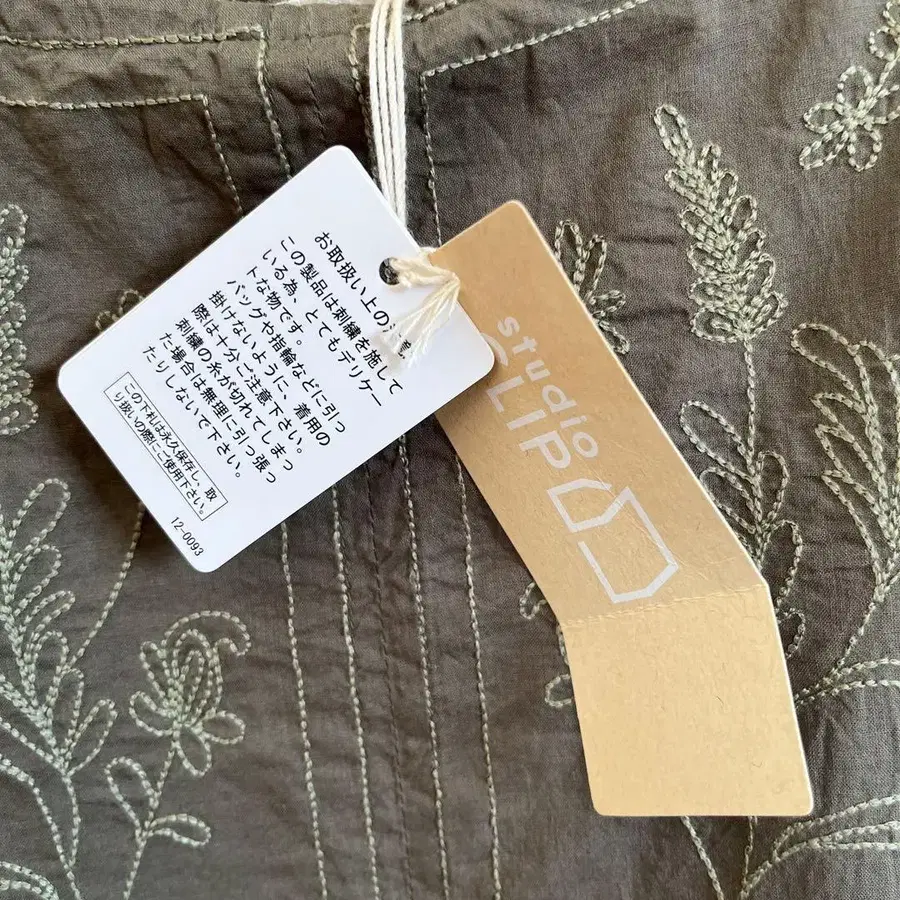 お取扱い上の注意
この製品は刺繍を施して
いる為、とてもデリケー
トな物です。
バッグや指輪などに引っ
掛けないように、着用の
際は十分ご注意下さい。
刺繍の糸が切れてしまっ
た場合は無理に引っ張っ
たりしないで下さい。
この下札は永久保存し、取
り扱いの際にご使用下さい。
12-0093
studio
CLIP